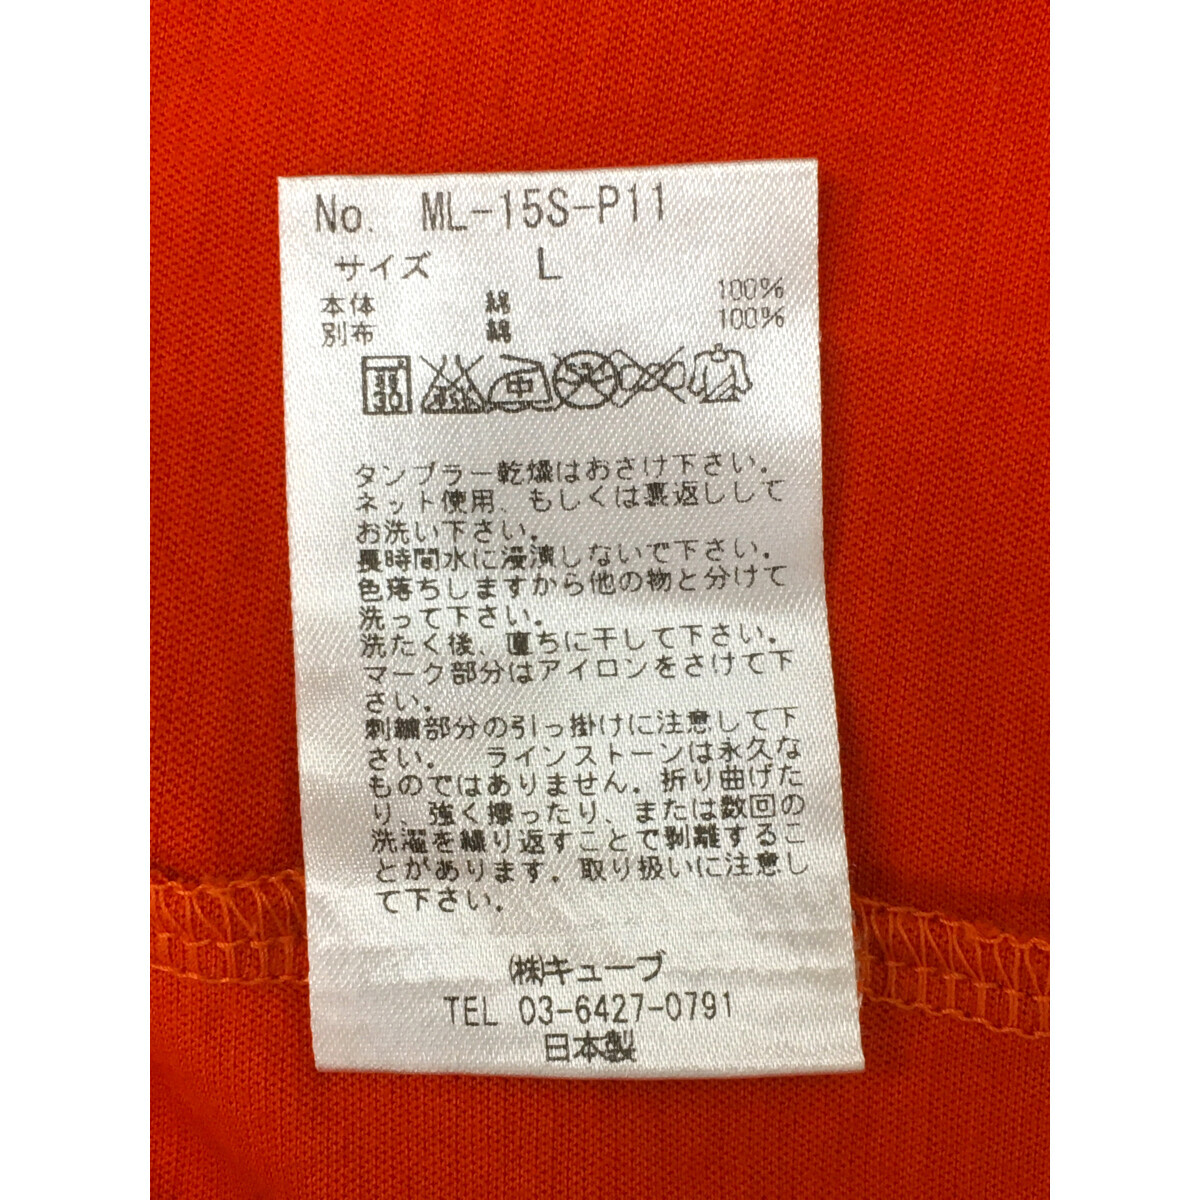 No. ML-15S-P11
サイズ L
本体 綿 100%
別布 綿 100%
30
中
タンブラー乾燥はおさけ下さい。
ネット使用、もしくは裏返しして
お洗い下さい。
長時間水に浸漬しないで下さい。
色落ちしますから他の物と分けて
洗って下さい。
洗たく後、直ちに干して下さい。
マーク部分はアイロンをさけて下
さい。
刺繍部分の引っ掛けに注意して下
さい。 ラインストーンは永久な
ものではありません。折り曲げた
り、強く擦ったり、または数回の
洗濯を繰り返すことで剥離するこ
とがあります。取り扱いに注意し
て下さい。
㈱キューブ
TEL 03-6427-0791
日本製